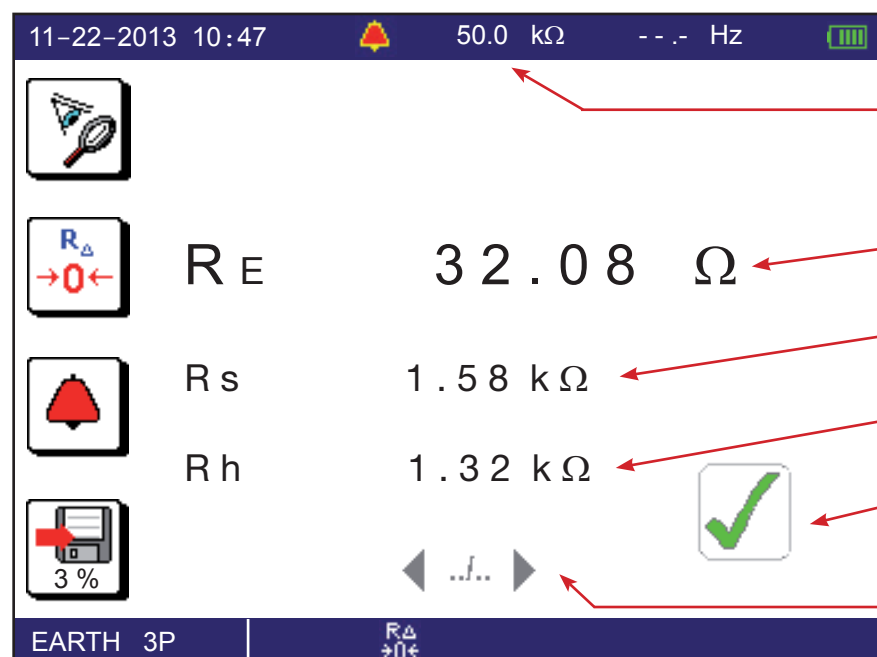 11-22-2013 10:47 50.0 kΩ - - .- Hz
RΔ
→0←
RE 32.08 Ω
Rs 1.58 kΩ
Rh 1.32 kΩ
3 %
../..
EARTH 3P
RΔ
→0←